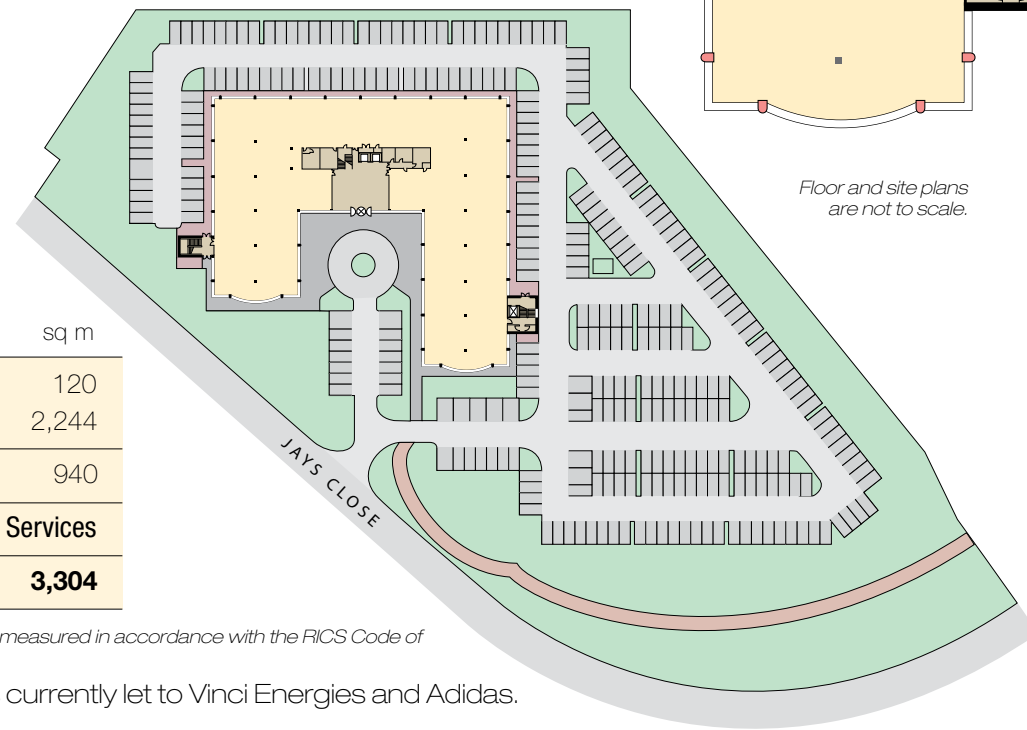 Floor and site plans
are not to scale.
sq m
120
2,244
940
Services
3,304
JAYS CLOSE
measured in accordance with the RICS Code of
currently let to Vinci Energies and Adidas.